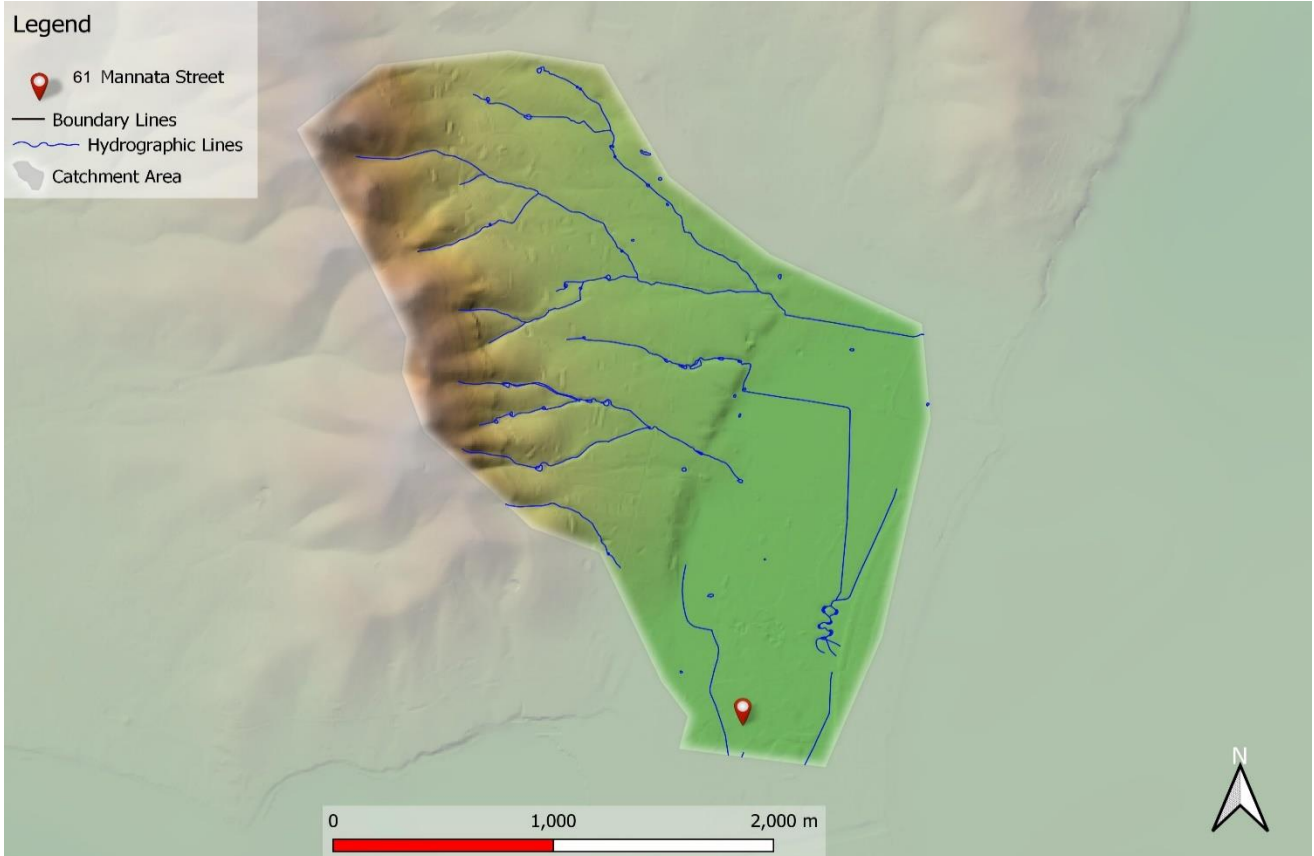 Legend
61 Mannata Street
Boundary Lines
Hydrographic Lines
Catchment Area
N
0 1,000 2,000 m